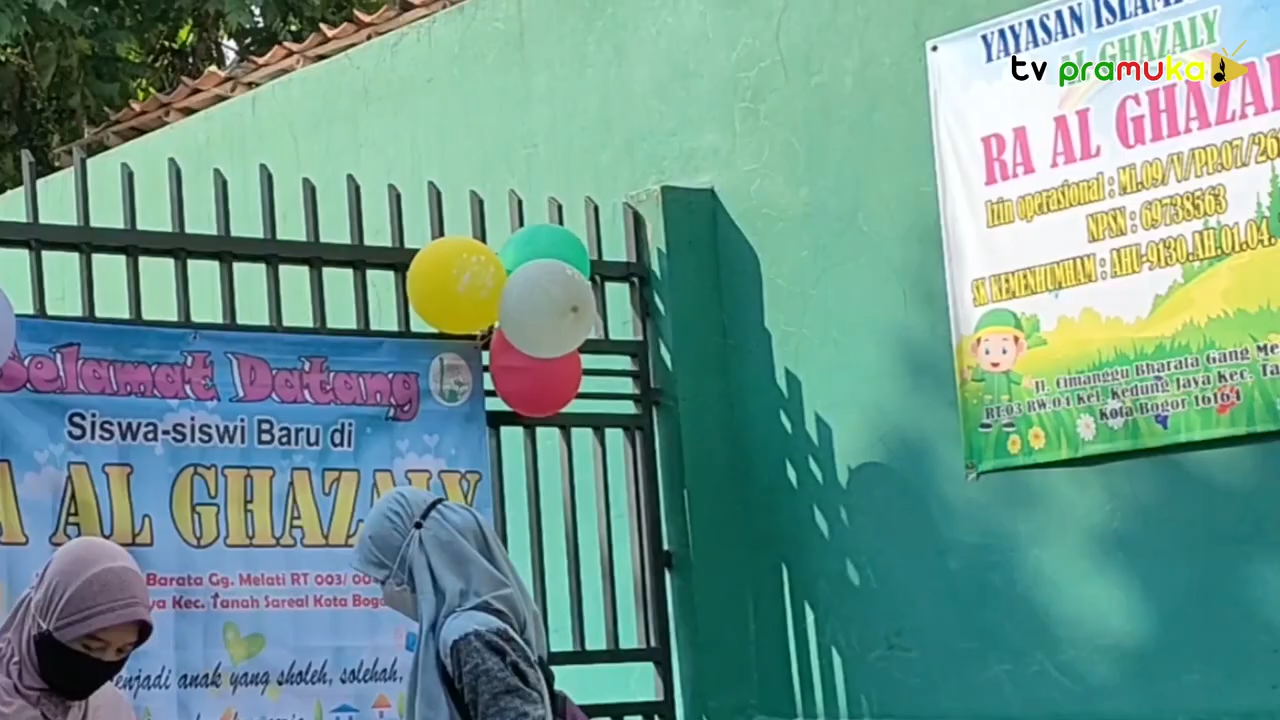 tv pramuka
YAYASAN ISLAM
AL GHAZALY
RA AL GHAZAL
Izin operasional : Mi.09/V/PP.07/26
NPSN : 69738563
SK KEMENHUMHAM : AHU-9130.AH.01.04.
Jl. Cimanggu Bharata Gang Me
RT.03 RW.04 Kel. Kedung Jaya Kec. Ta
Kota Bogor 16164
Selamat Datang
Siswa-siswi Baru di
A AL GHAZALY
Barata Gg. Melati RT 003/ 00
ya Kec. Tanah Sareal Kota Bogo
enjadi anak yang sholeh, solehah,